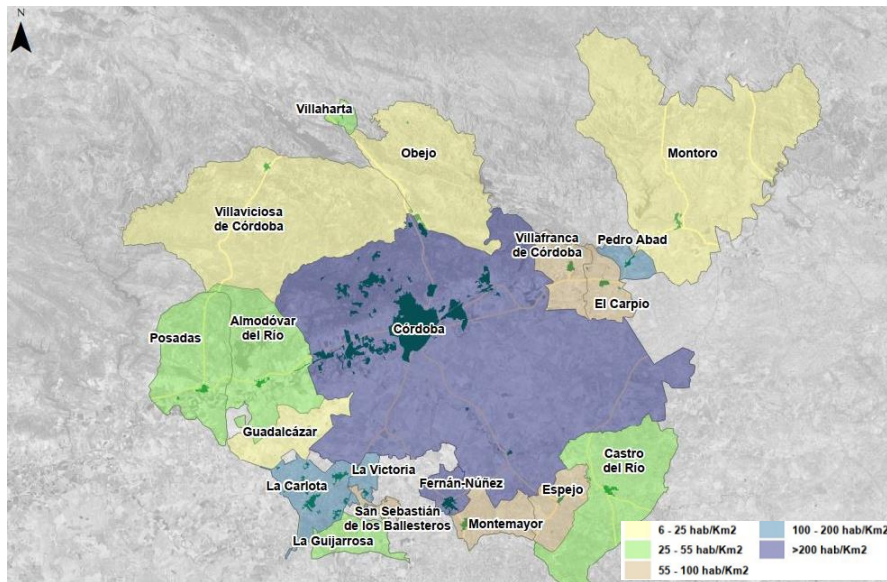 N
Villaharta
Obejo
Montoro
Villaviciosa
de Córdoba
Villafranca
de Córdoba
Pedro Abad
El Carpio
Posadas
Almodóvar
del Río
Córdoba
Guadalcázar
La Carlota
La Victoria
Fernán-Núñez
Castro
del Río
Espejo
San Sebastián
de los Ballesteros
Montemayor
La Guijarrosa
6 - 25 hab/Km2
25 - 55 hab/Km2
55 - 100 hab/Km2
100 - 200 hab/Km2
>200 hab/Km2